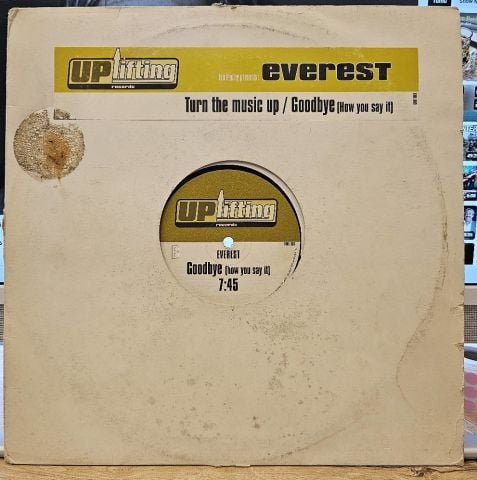 UPlifting
records
presents:
everest
Turn the music up / Goodbye (How you say it)
UPlifting
records
E
EVEREST
Goodbye (how you say it)
7:45